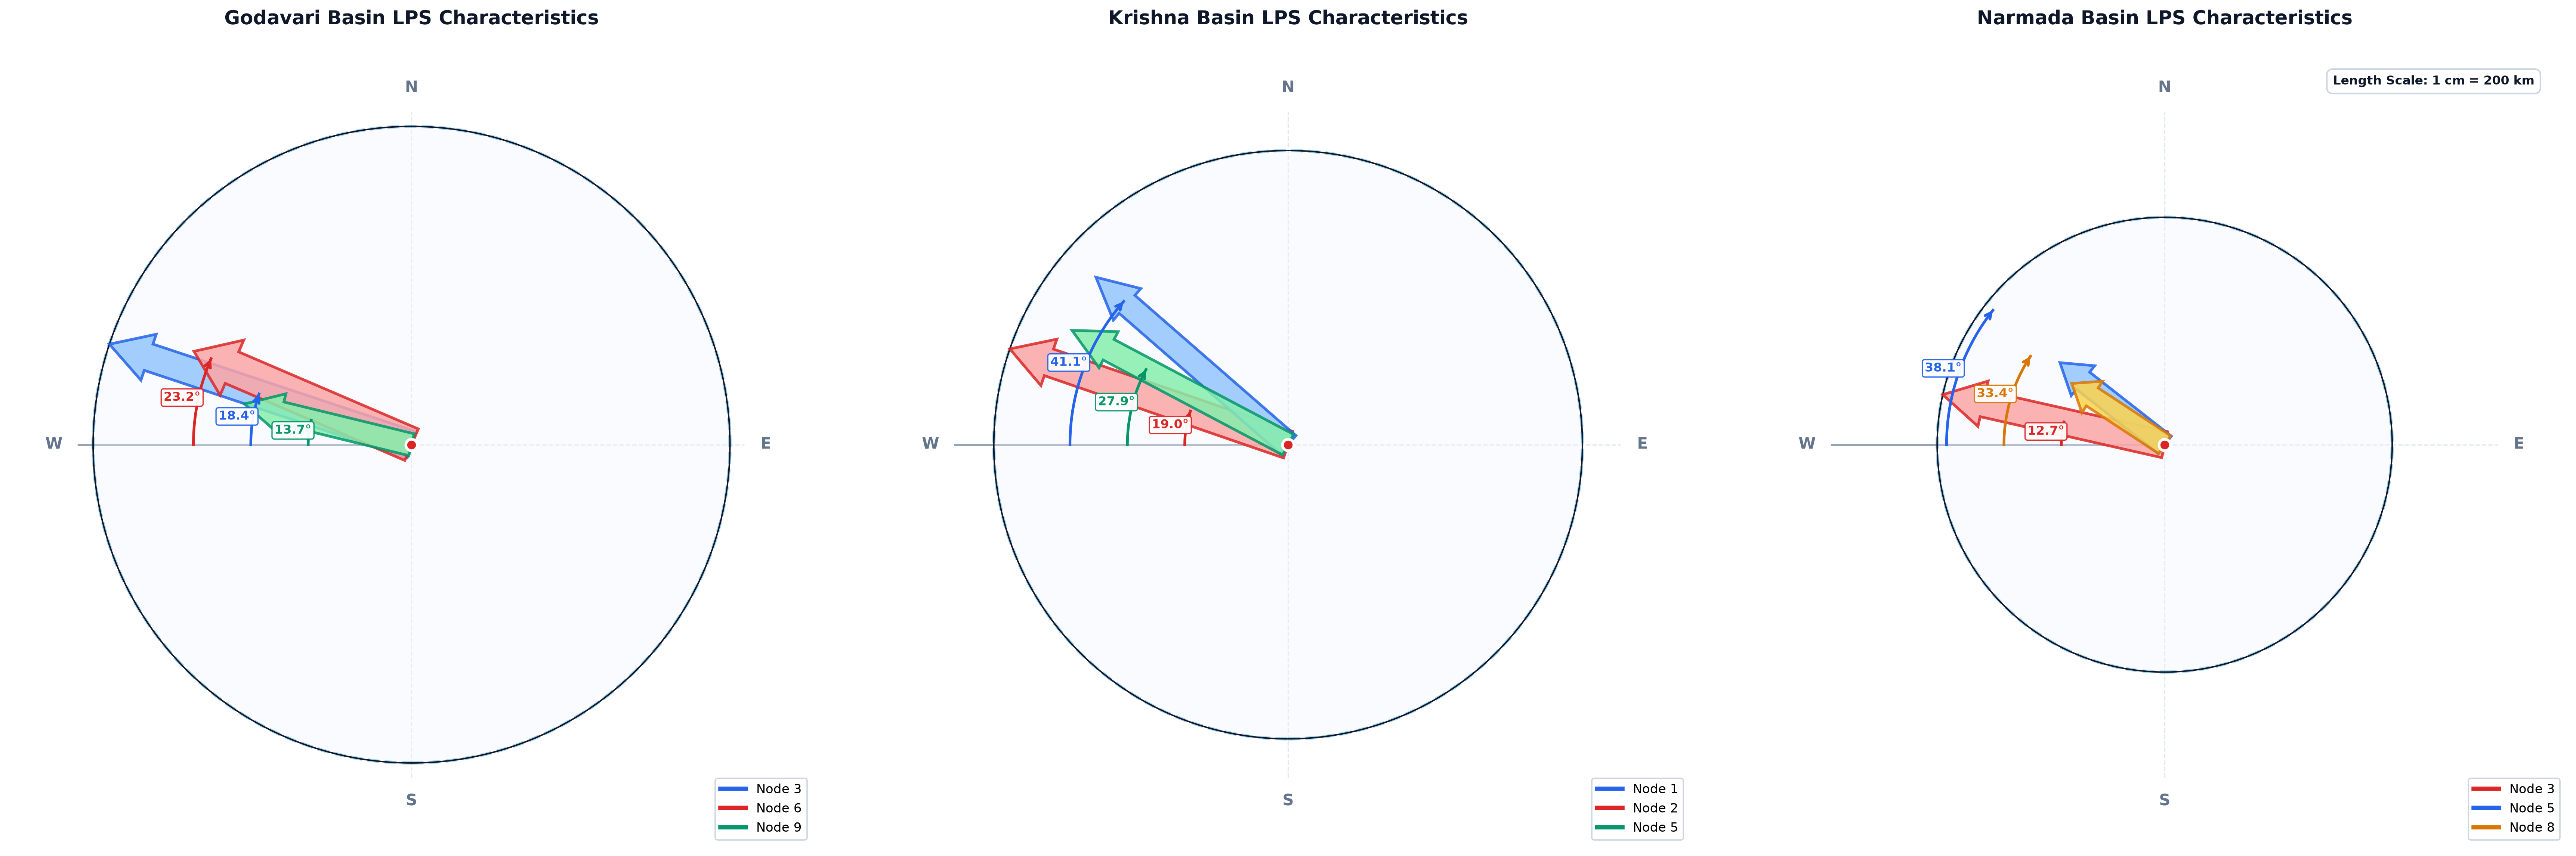 Godavari Basin LPS Characteristics
N
W
E
S
23.2°
18.4°
13.7°
Node 3
Node 6
Node 9
Krishna Basin LPS Characteristics
N
W
E
S
41.1°
27.9°
19.0°
Node 1
Node 2
Node 5
Narmada Basin LPS Characteristics
Length Scale: 1 cm = 200 km
N
W
E
S
38.1°
33.4°
12.7°
Node 3
Node 5
Node 8